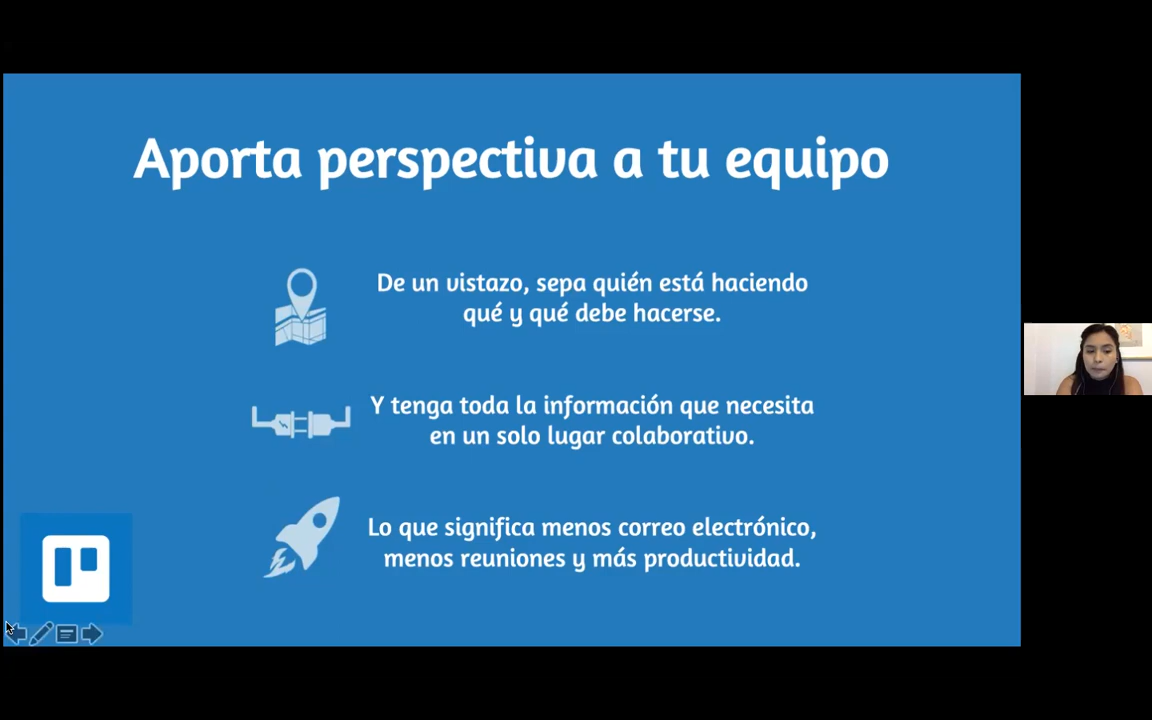 Aporta perspectiva a tu equipo
De un vistazo, sepa quién está haciendo
qué y qué debe hacerse.
Y tenga toda la información que necesita
en un solo lugar colaborativo.
Lo que significa menos correo electrónico,
menos reuniones y más productividad.